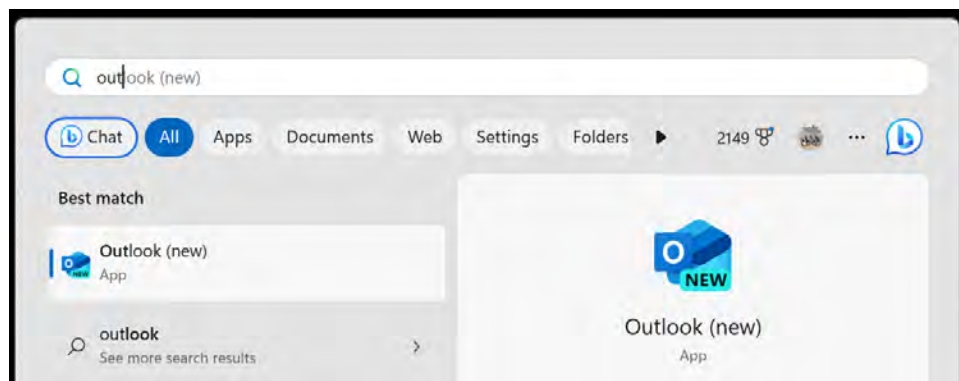 outlook (new)
Chat All Apps Documents Web Settings Folders 2149 ...
Best match
Outlook (new)
App
outlook
See more search results
NEW
Outlook (new)
App